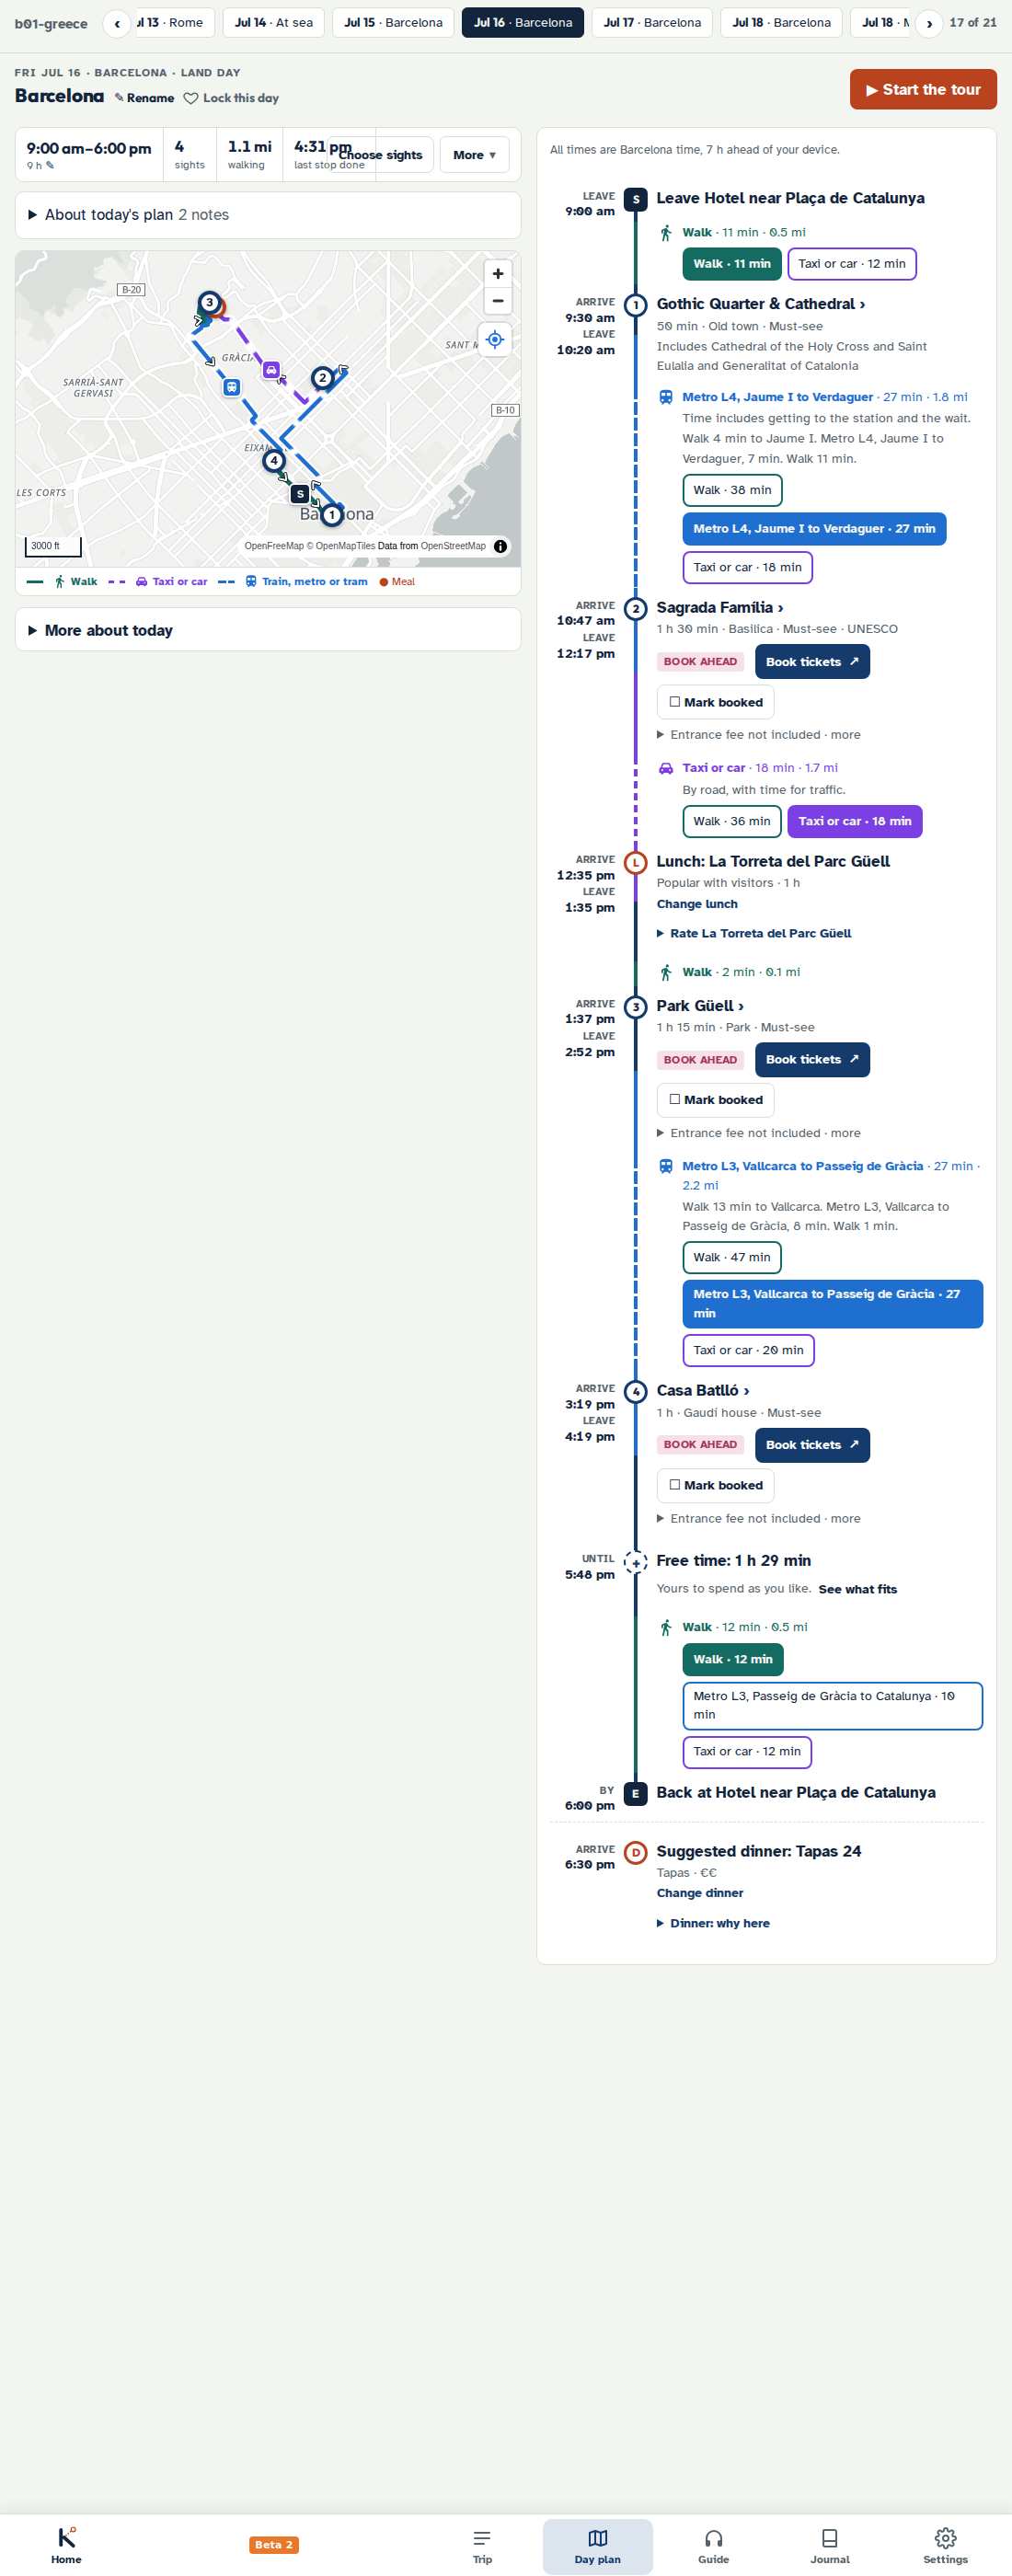 b01-greece
‹
Jul 13 · Rome
Jul 14 · At sea
Jul 15 · Barcelona
Jul 16 · Barcelona
Jul 17 · Barcelona
Jul 18 · Barcelona
Jul 18 ·
›
17 of 21
FRI JUL 16 · BARCELONA · LAND DAY
Barcelona
✎ Rename
Lock this day
▶ Start the tour
9:00 am–6:00 pm
9 h ✎
4
sights
1.1 mi
walking
4:31 pm
last stop done
Choose sights
More ▾
▶ About today's plan 2 notes
B-20
GRÀCIA
SANT
SARRIÀ-SANT
GERVASI
B-10
LES CORTS
3
2
4
S
1
+
−
3000 ft
OpenFreeMap © OpenMapTiles Data from OpenStreetMap
Walk
Taxi or car
Train, metro or tram
Meal
▶ More about today
All times are Barcelona time, 7 h ahead of your device.
LEAVE
9:00 am
S
Leave Hotel near Plaça de Catalunya
Walk · 11 min · 0.5 mi
Walk · 11 min
Taxi or car · 12 min
ARRIVE
9:30 am
LEAVE
10:20 am
1
Gothic Quarter & Cathedral ›
50 min · Old town · Must-see
Includes Cathedral of the Holy Cross and Saint
Eulalia and Generalitat of Catalonia
Metro L4, Jaume I to Verdaguer · 27 min · 1.8 mi
Time includes getting to the station and the wait.
Walk 4 min to Jaume I. Metro L4, Jaume I to
Verdaguer, 7 min. Walk 11 min.
Walk · 38 min
Metro L4, Jaume I to Verdaguer · 27 min
Taxi or car · 18 min
ARRIVE
10:47 am
LEAVE
12:17 pm
2
Sagrada Família ›
1 h 30 min · Basilica · Must-see · UNESCO
BOOK AHEAD
Book tickets ↗
☐ Mark booked
▶ Entrance fee not included · more
Taxi or car · 18 min · 1.7 mi
By road, with time for traffic.
Walk · 36 min
Taxi or car · 18 min
ARRIVE
12:35 pm
LEAVE
1:35 pm
L
Lunch: La Torreta del Parc Güell
Popular with visitors · 1 h
Change lunch
▶ Rate La Torreta del Parc Güell
Walk · 2 min · 0.1 mi
ARRIVE
1:37 pm
LEAVE
2:52 pm
3
Park Güell ›
1 h 15 min · Park · Must-see
BOOK AHEAD
Book tickets ↗
☐ Mark booked
▶ Entrance fee not included · more
Metro L3, Vallcarca to Passeig de Gràcia · 27 min ·
2.2 mi
Walk 13 min to Vallcarca. Metro L3, Vallcarca to
Passeig de Gràcia, 8 min. Walk 1 min.
Walk · 47 min
Metro L3, Vallcarca to Passeig de Gràcia · 27
min
Taxi or car · 20 min
ARRIVE
3:19 pm
LEAVE
4:19 pm
4
Casa Batlló ›
1 h · Gaudí house · Must-see
BOOK AHEAD
Book tickets ↗
☐ Mark booked
▶ Entrance fee not included · more
UNTIL
5:48 pm
+
Free time: 1 h 29 min
Yours to spend as you like. See what fits
Walk · 12 min · 0.5 mi
Walk · 12 min
Metro L3, Passeig de Gràcia to Catalunya · 10
min
Taxi or car · 12 min
BY
6:00 pm
E
Back at Hotel near Plaça de Catalunya
ARRIVE
6:30 pm
D
Suggested dinner: Tapas 24
Tapas · €€
Change dinner
▶ Dinner: why here
Home
Beta 2
Trip
Day plan
Guide
Journal
Settings